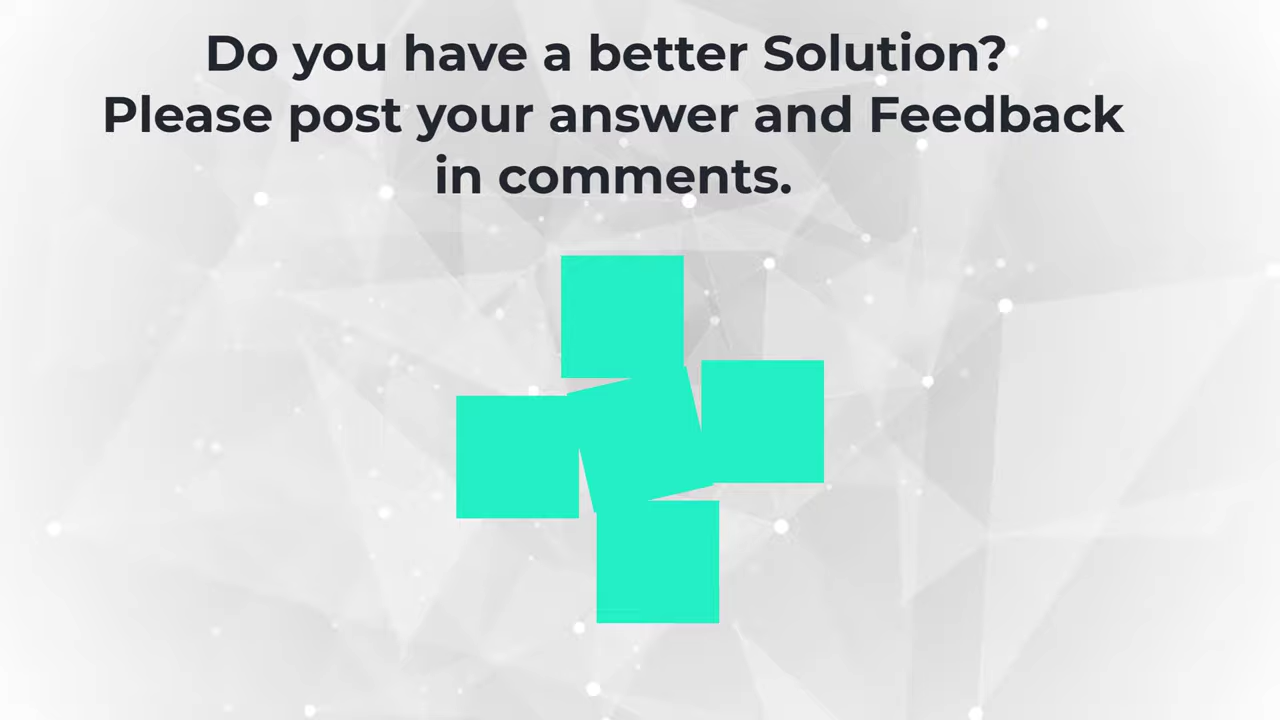 Do you have a better Solution?
Please post your answer and Feedback
in comments.